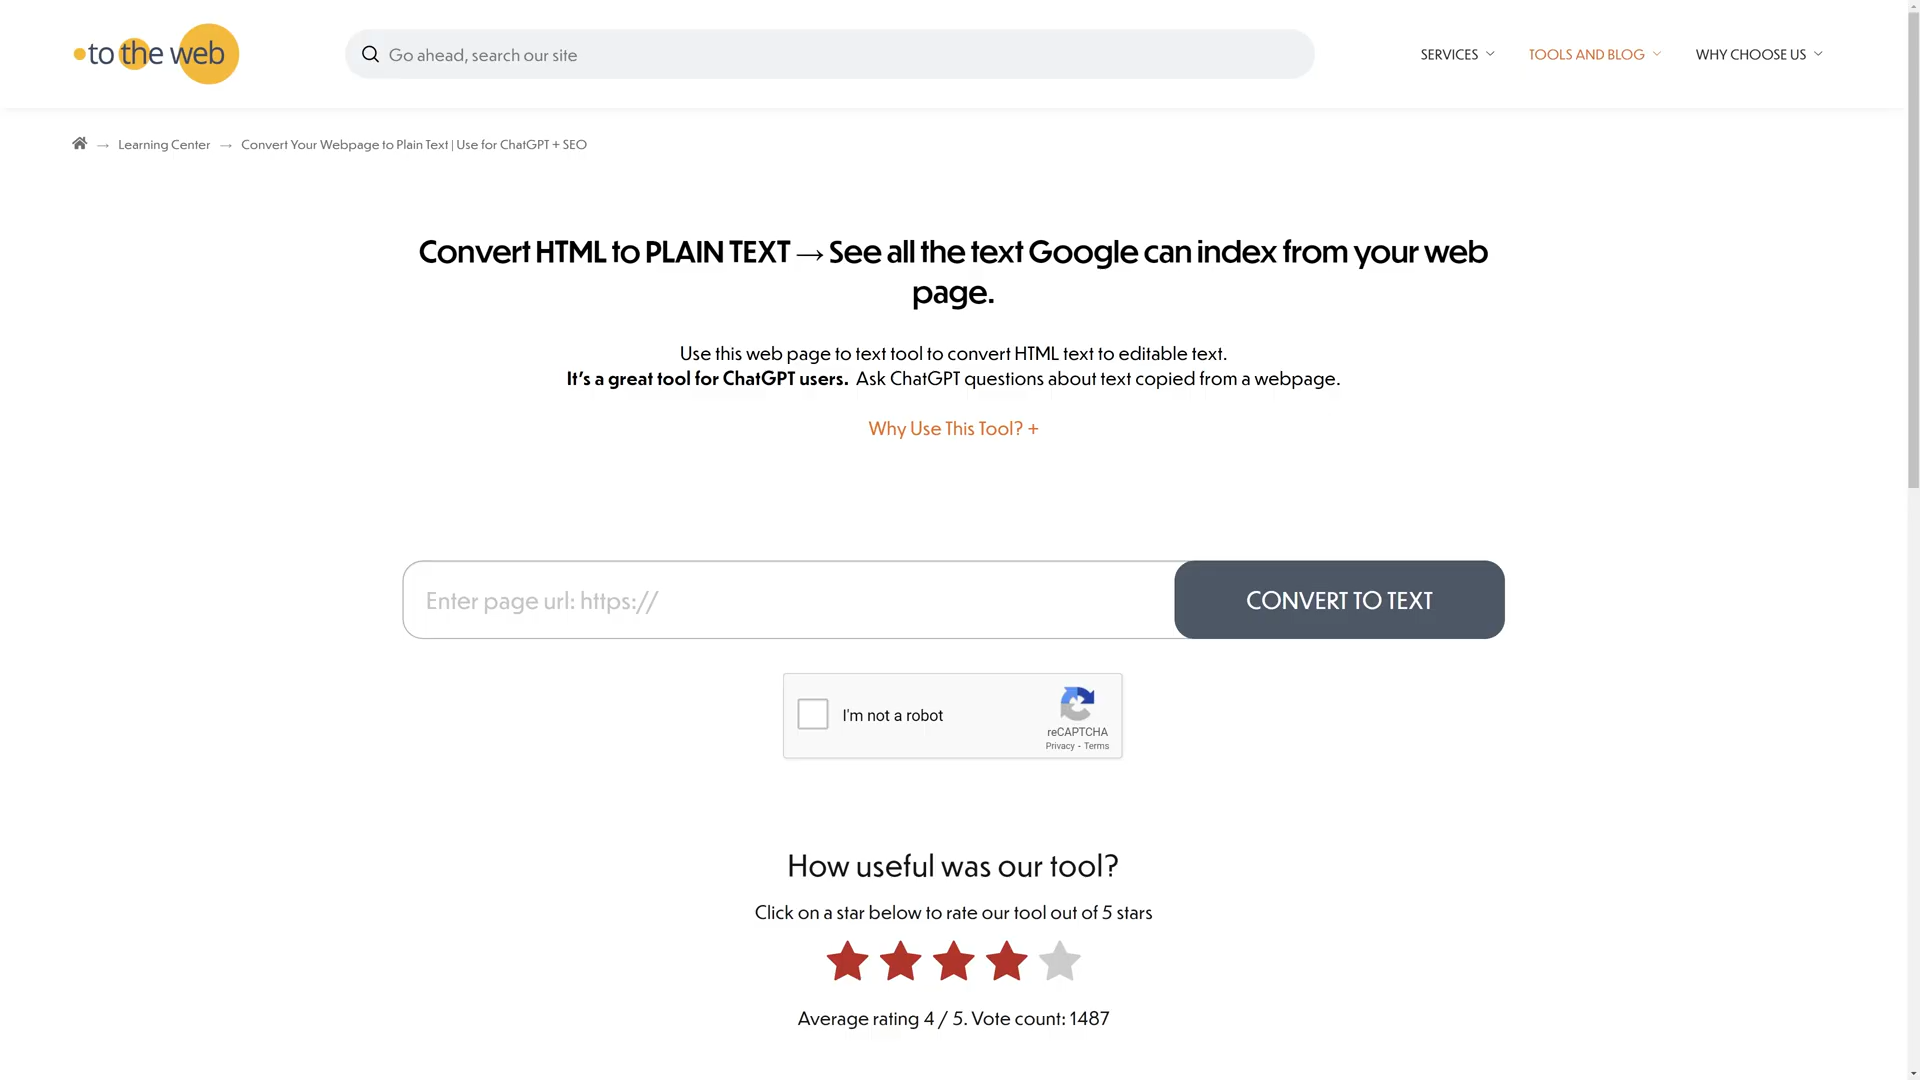 to the web
Go ahead, search our site
SERVICES
TOOLS AND BLOG
WHY CHOOSE US
→ Learning Center → Convert Your Webpage to Plain Text | Use for ChatGPT + SEO
Convert HTML to PLAIN TEXT → See all the text Google can index from your web
page.
Use this web page to text tool to convert HTML text to editable text.
It's a great tool for ChatGPT users. Ask ChatGPT questions about text copied from a webpage.
Why Use This Tool? +
Enter page url: https://
CONVERT TO TEXT
I'm not a robot
reCAPTCHA
Privacy - Terms
How useful was our tool?
Click on a star below to rate our tool out of 5 stars
Average rating 4 / 5. Vote count: 1487